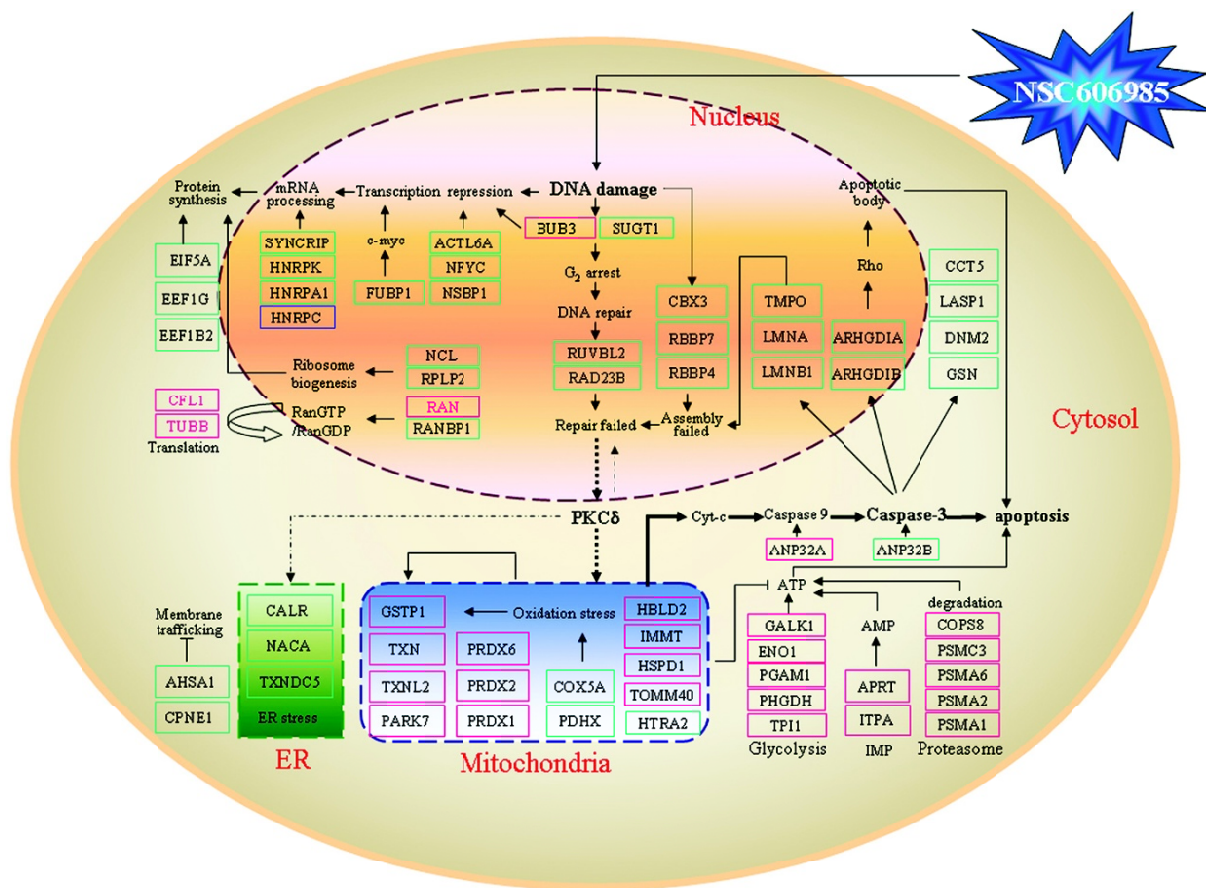 NSC606985
Nucleus
Protein
synthesis
mRNA
processing
Transcription repression
DNA damage
Apoptotic
body
EIF5A
EEF1G
EEF1B2
SYNCRIP
HNRPK
HNRPA1
HNRPC
c-myc
FUBP1
ACTL6A
NFYC
NSBP1
BUB3
SUGT1
G2 arrest
DNA repair
RUVBL2
RAD23B
Repair failed
CBX3
RBBP7
RBBP4
Assembly
failed
TMPO
LMNA
LMNB1
Rho
ARHGDIA
ARHGDIB
CCT5
LASP1
DNM2
GSN
Ribosome
biogenesis
NCL
RPLP2
CFL1
TUBB
Translation
RanGTP
/RanGDP
RAN
RANBP1
Cytosol
PKCδ
Cyt-c
Caspase 9
Caspase-3
apoptosis
ANP32A
ANP32B
Membrane
trafficking
AHSA1
CPNE1
CALR
NACA
TXNDC5
ER stress
ER
GSTP1
TXN
TXNL2
PARK7
PRDX6
PRDX2
PRDX1
Oxidation stress
COX5A
PDHX
HBLD2
IMMT
HSPD1
TOMM40
HTRA2
Mitochondria
ATP
GALK1
ENO1
PGAM1
PHGDH
TPI1
Glycolysis
AMP
APRT
ITPA
IMP
degradation
COPS8
PSMC3
PSMA6
PSMA2
PSMA1
Proteasome